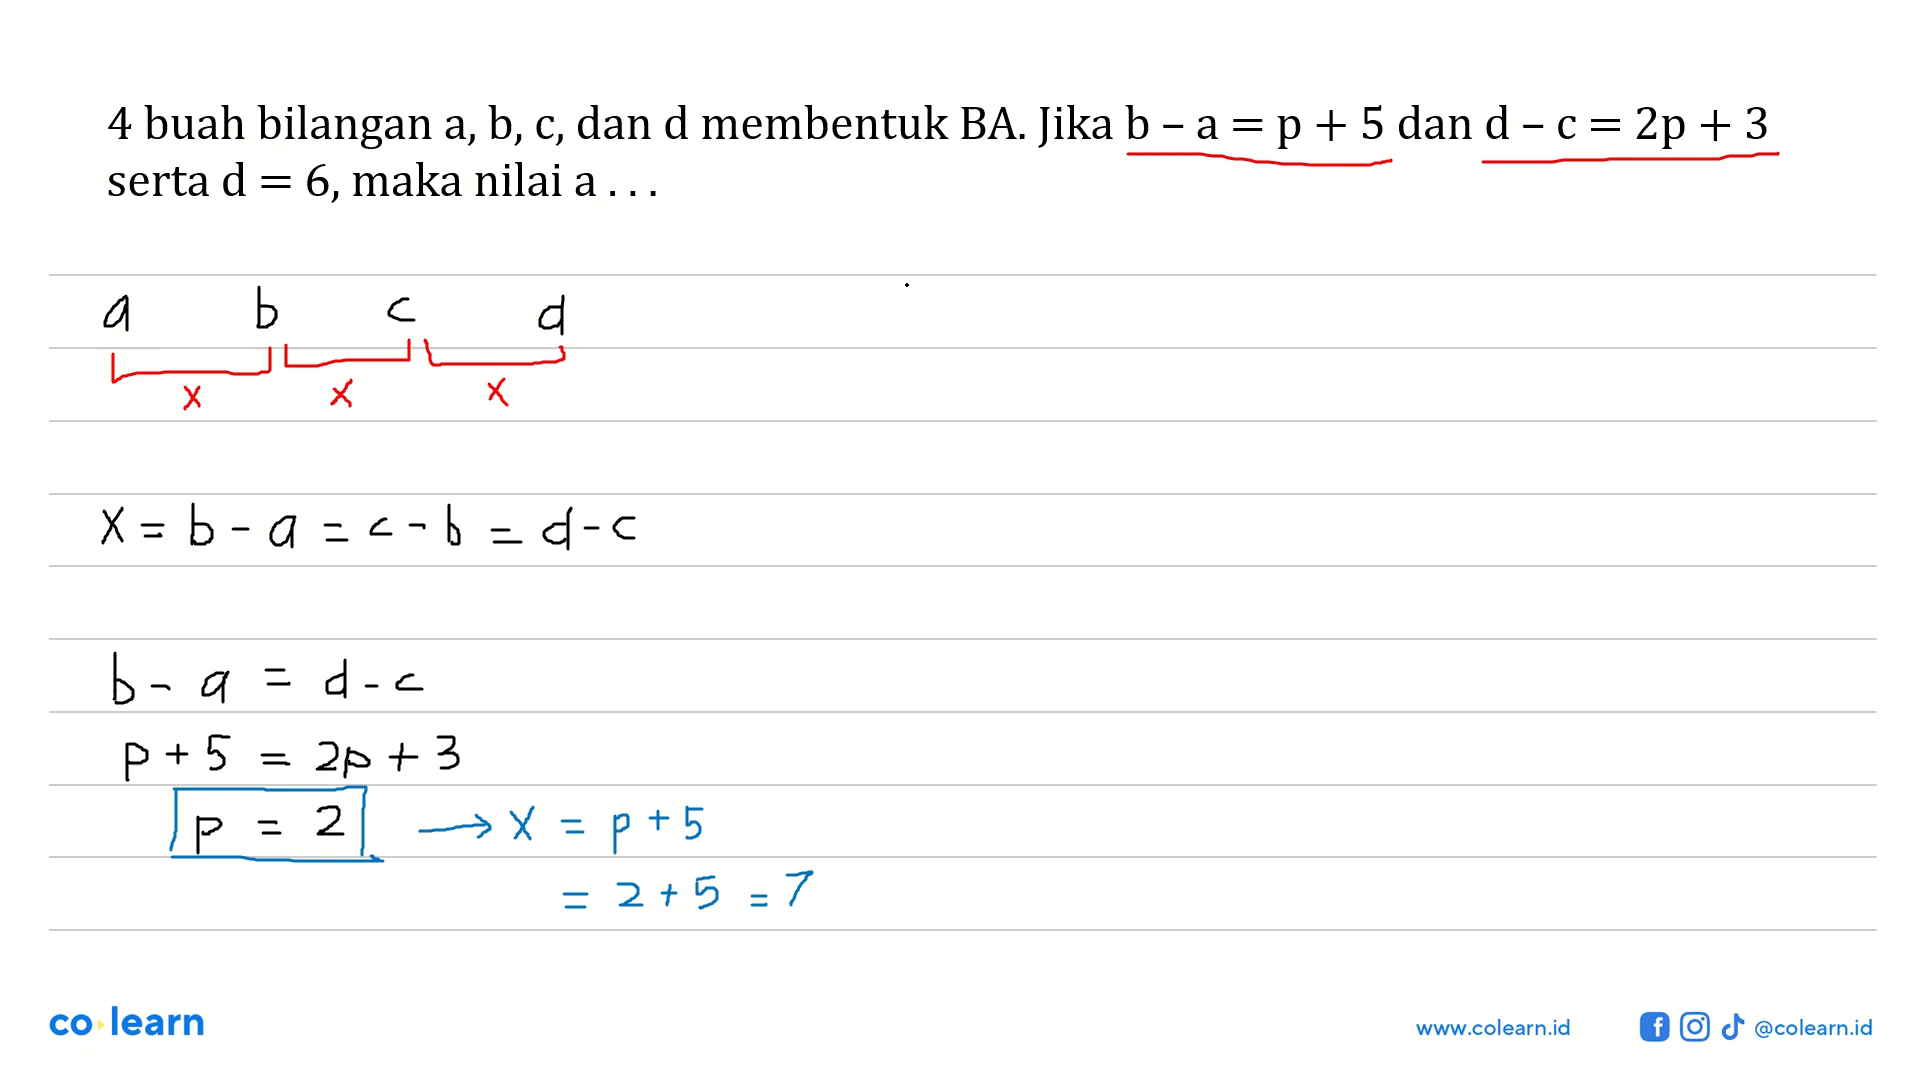 4 buah bilangan a, b, c, dan d membentuk BA. Jika b – a = p + 5 dan d – c = 2p + 3
serta d = 6, maka nilai a . . .
a b c d
x x x
x = b - a = c - b = d - c
b - a = d - c
p + 5 = 2p + 3
p = 2 → x = p + 5
= 2 + 5 = 7
co learn
www.colearn.id @colearn.id